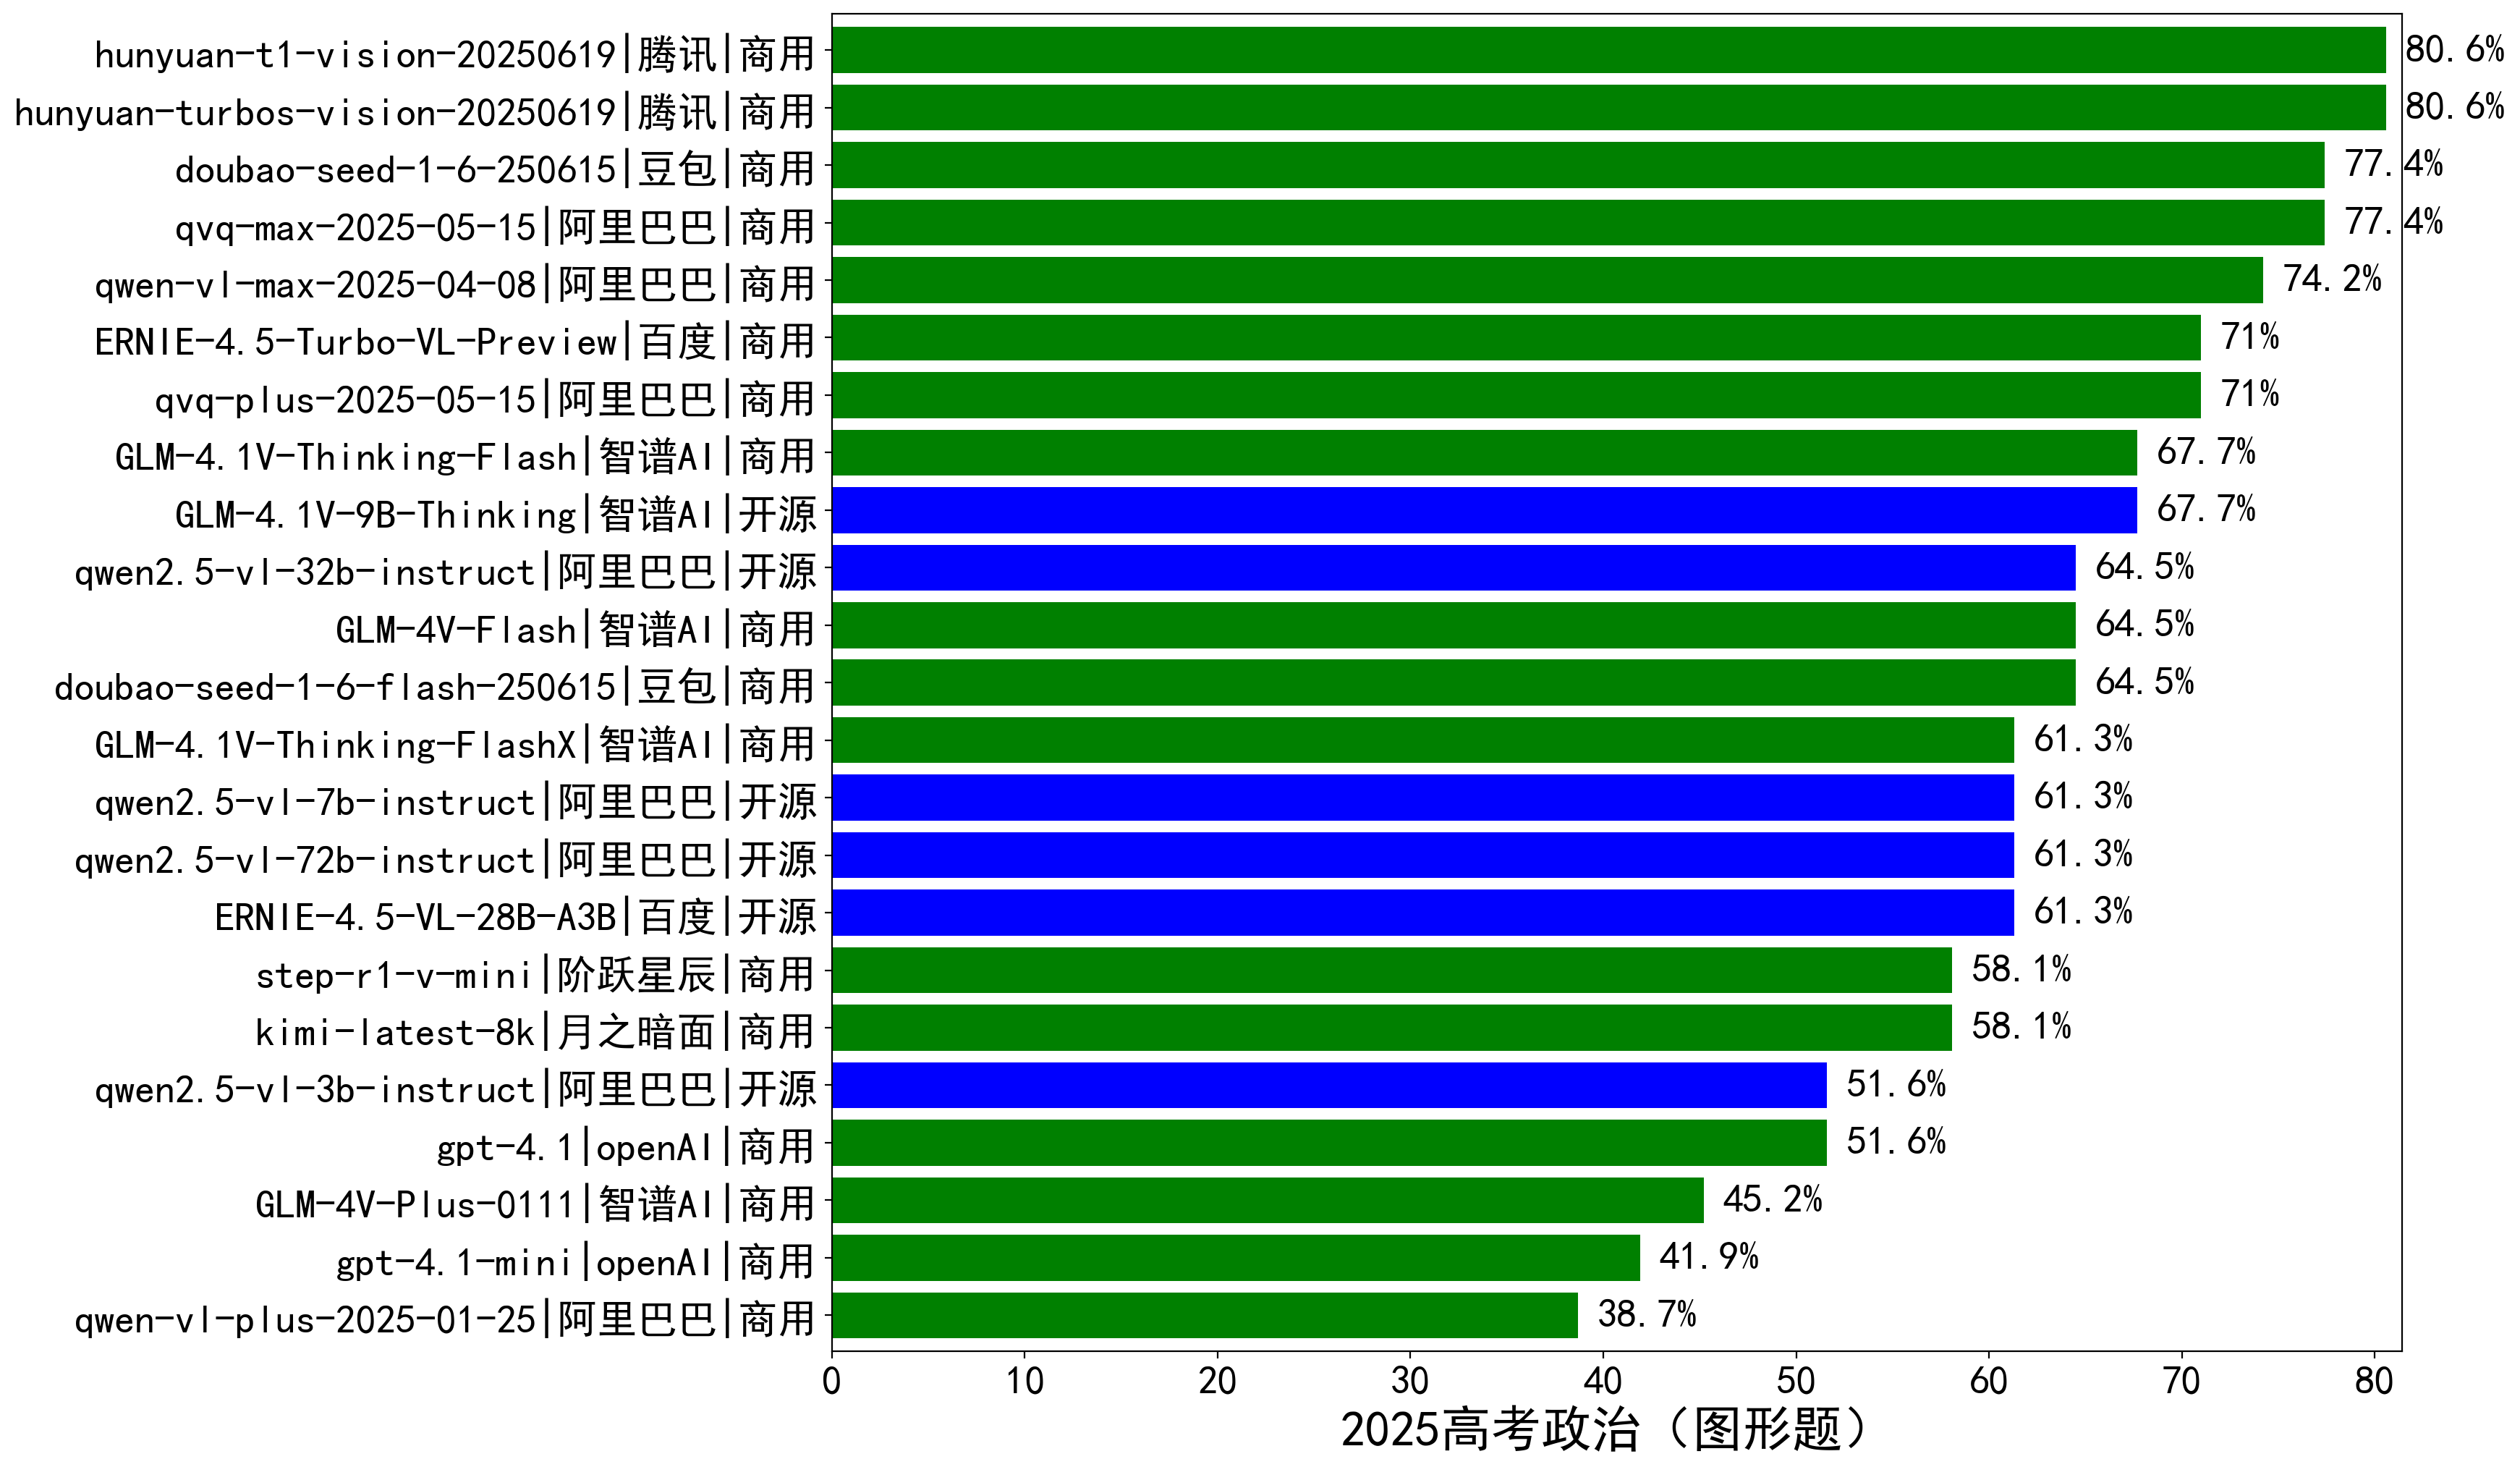 hunyuan-t1-vision-20250619|腾讯|商用 80.6%
hunyuan-turbos-vision-20250619|腾讯|商用 80.6%
doubao-seed-1-6-250615|豆包|商用 77.4%
qvq-max-2025-05-15|阿里巴巴|商用 77.4%
qwen-vl-max-2025-04-08|阿里巴巴|商用 74.2%
ERNIE-4.5-Turbo-VL-Preview|百度|商用 71%
qvq-plus-2025-05-15|阿里巴巴|商用 71%
GLM-4.1V-Thinking-Flash|智谱AI|商用 67.7%
GLM-4.1V-9B-Thinking|智谱AI|开源 67.7%
qwen2.5-vl-32b-instruct|阿里巴巴|开源 64.5%
GLM-4V-Flash|智谱AI|商用 64.5%
doubao-seed-1-6-flash-250615|豆包|商用 64.5%
GLM-4.1V-Thinking-FlashX|智谱AI|商用 61.3%
qwen2.5-vl-7b-instruct|阿里巴巴|开源 61.3%
qwen2.5-vl-72b-instruct|阿里巴巴|开源 61.3%
ERNIE-4.5-VL-28B-A3B|百度|开源 61.3%
step-r1-v-mini|阶跃星辰|商用 58.1%
kimi-latest-8k|月之暗面|商用 58.1%
qwen2.5-vl-3b-instruct|阿里巴巴|开源 51.6%
gpt-4.1|openAI|商用 51.6%
GLM-4V-Plus-0111|智谱AI|商用 45.2%
gpt-4.1-mini|openAI|商用 41.9%
qwen-vl-plus-2025-01-25|阿里巴巴|商用 38.7%
0 10 20 30 40 50 60 70 80
2025高考政治（图形题）